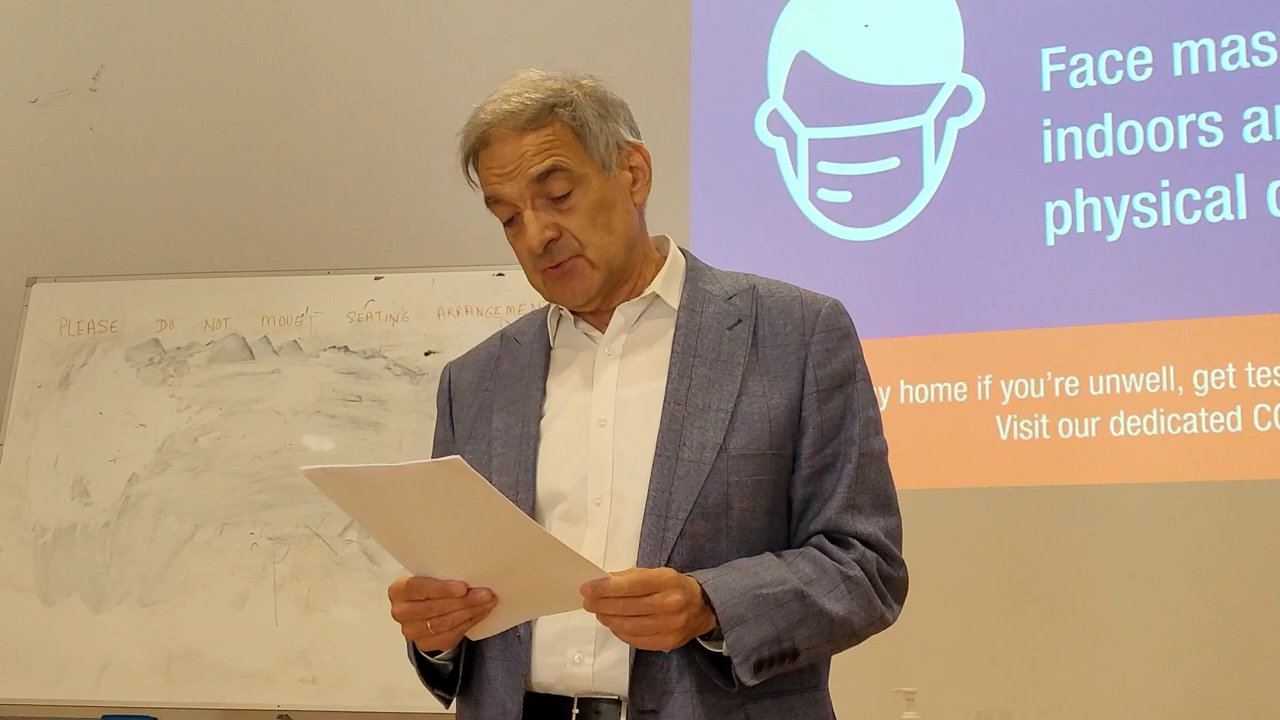 PLEASE DO NOT MOVE SEATING ARRANGEMEN
Face mas
indoors a
physical
y home if you're unwell, get tes
Visit our dedicated CO